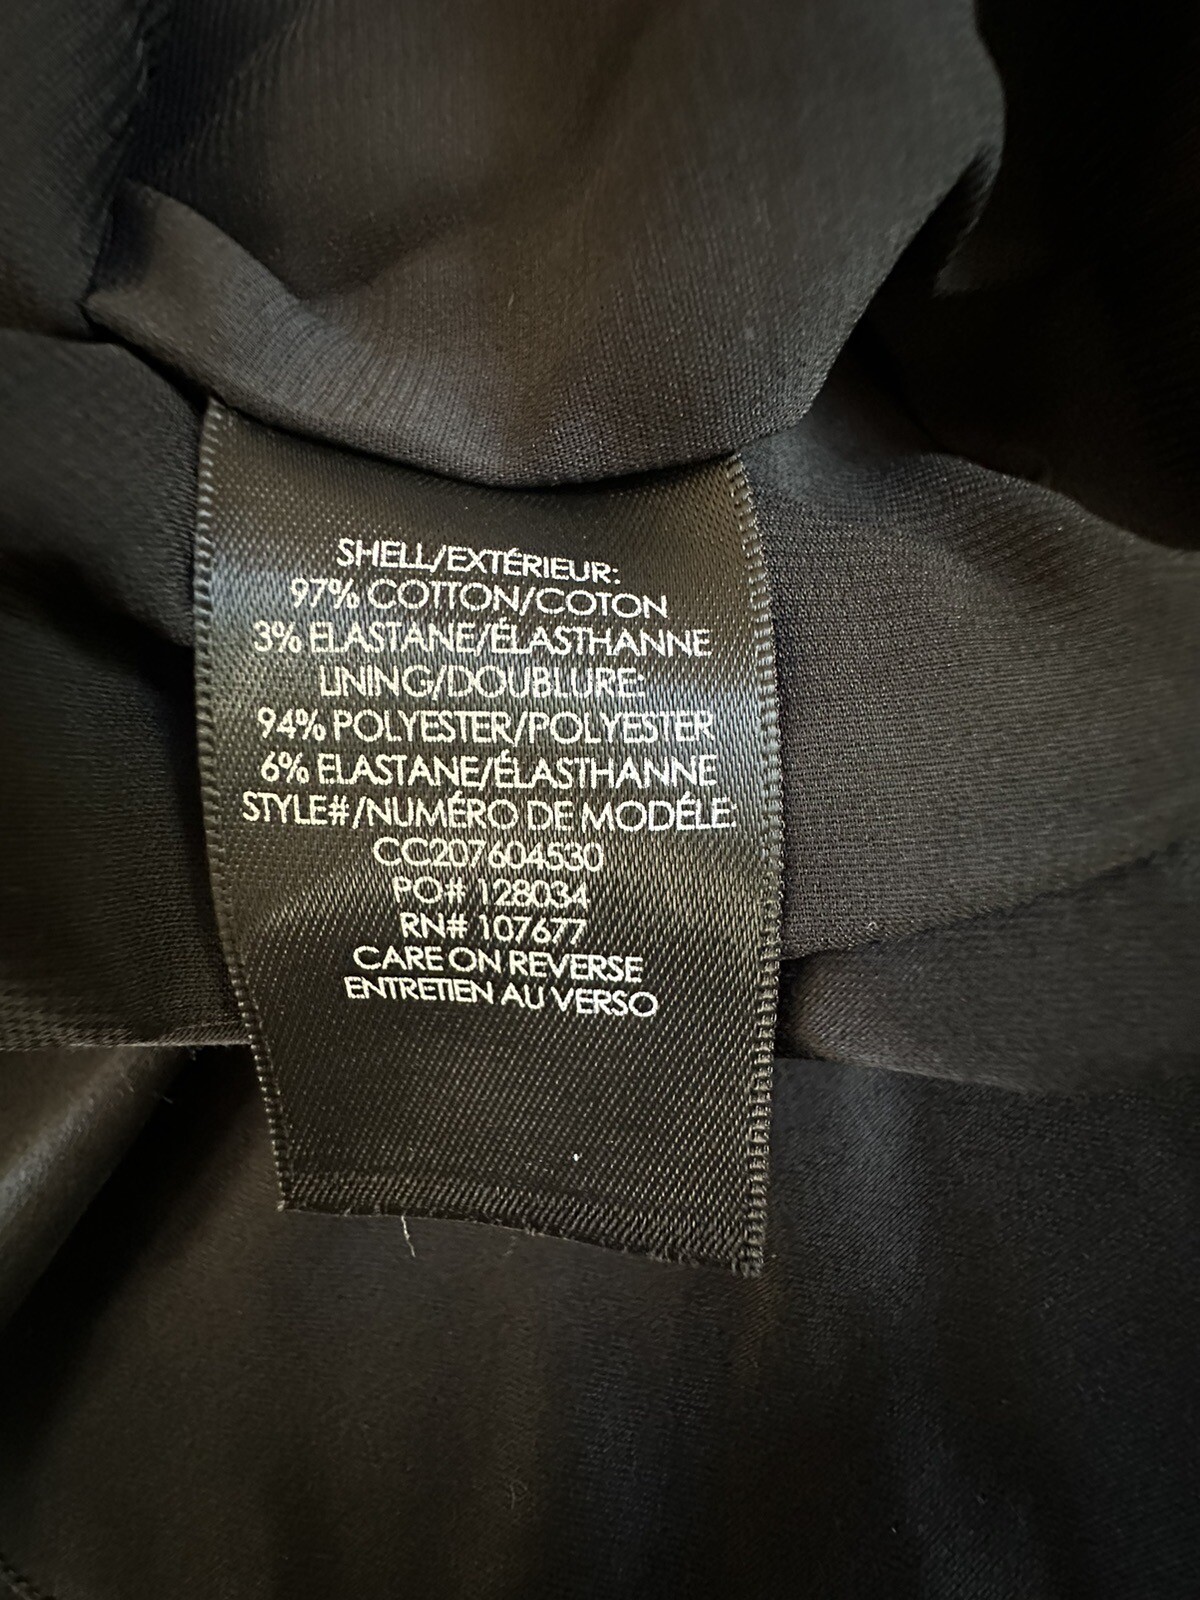 SHELL/EXTÉRIEUR:
97% COTTON/COTON
3% ELASTANE/ÉLASTHANNE
LINING/DOUBLURE:
94% POLYESTER/POLYESTER
6% ELASTANE/ÉLASTHANNE
STYLE#/NUMÉRO DE MODÉLE:
CC207604530
PO# 128034
RN# 107677
CARE ON REVERSE
ENTRETIEN AU VERSO